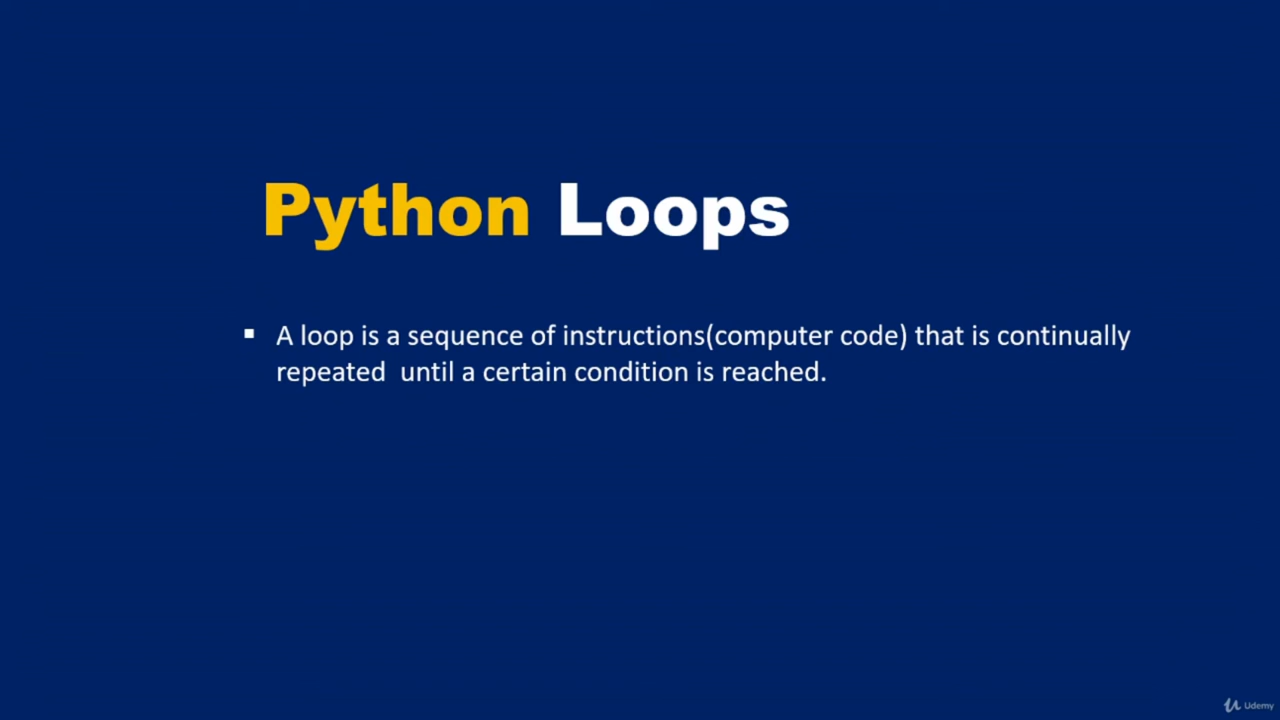 Python Loops
▪ A loop is a sequence of instructions(computer code) that is continually
repeated  until a certain condition is reached.
Udemy